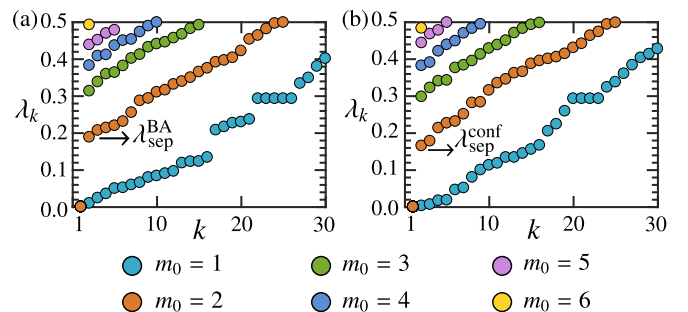 (a) 0.5 0.4 0.3 0.2 0.1 0.0
λ_k
λ_sep^BA
1 10 20 30
k
(b) 0.5 0.4 0.3 0.2 0.1 0.0
λ_k
λ_sep^conf
1 10 20 30
k
m_0 = 1 m_0 = 3 m_0 = 5
m_0 = 2 m_0 = 4 m_0 = 6